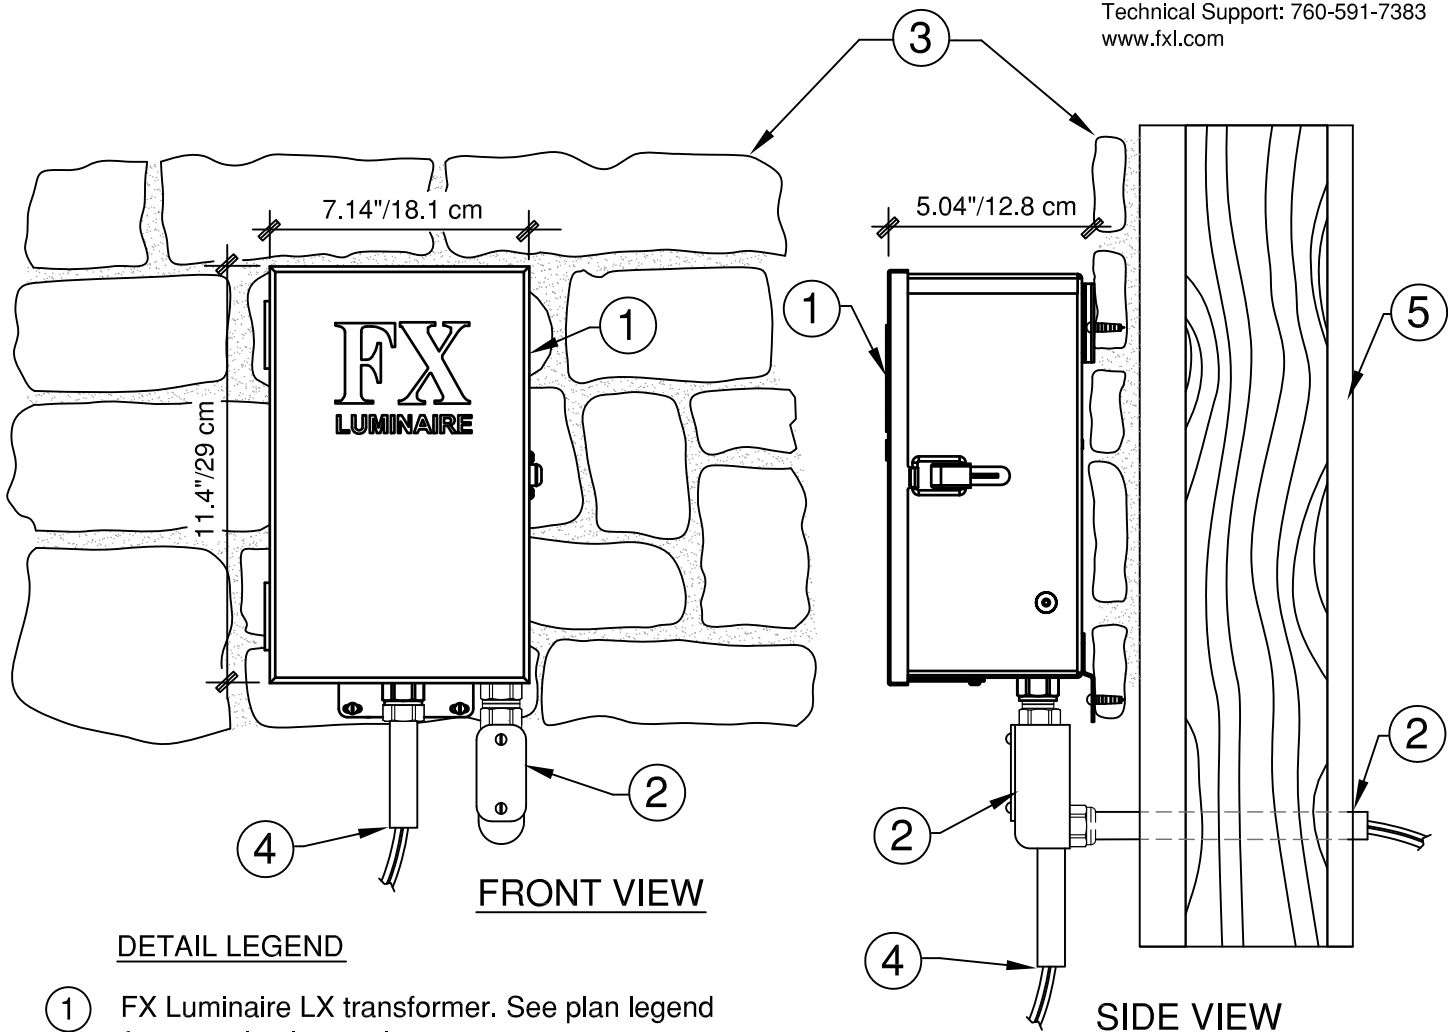 Technical Support: 760-591-7383
www.fxl.com
3
7.14"/18.1 cm
5.04"/12.8 cm
1
1
5
FX
LUMINAIRE
11.4"/29 cm
2
2
2
4
FRONT VIEW
DETAIL LEGEND
4
1 FX Luminaire LX transformer. See plan legend
SIDE VIEW